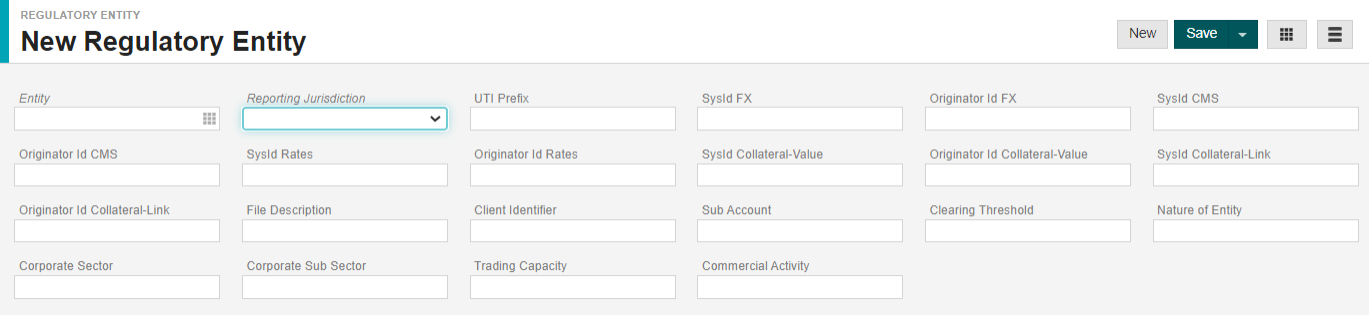 REGULATORY ENTITY
New Regulatory Entity
New
Save
Entity
Reporting Jurisdiction
UTI Prefix
SysId FX
Originator Id FX
SysId CMS
Originator Id CMS
SysId Rates
Originator Id Rates
SysId Collateral-Value
Originator Id Collateral-Value
SysId Collateral-Link
Originator Id Collateral-Link
File Description
Client Identifier
Sub Account
Clearing Threshold
Nature of Entity
Corporate Sector
Corporate Sub Sector
Trading Capacity
Commercial Activity